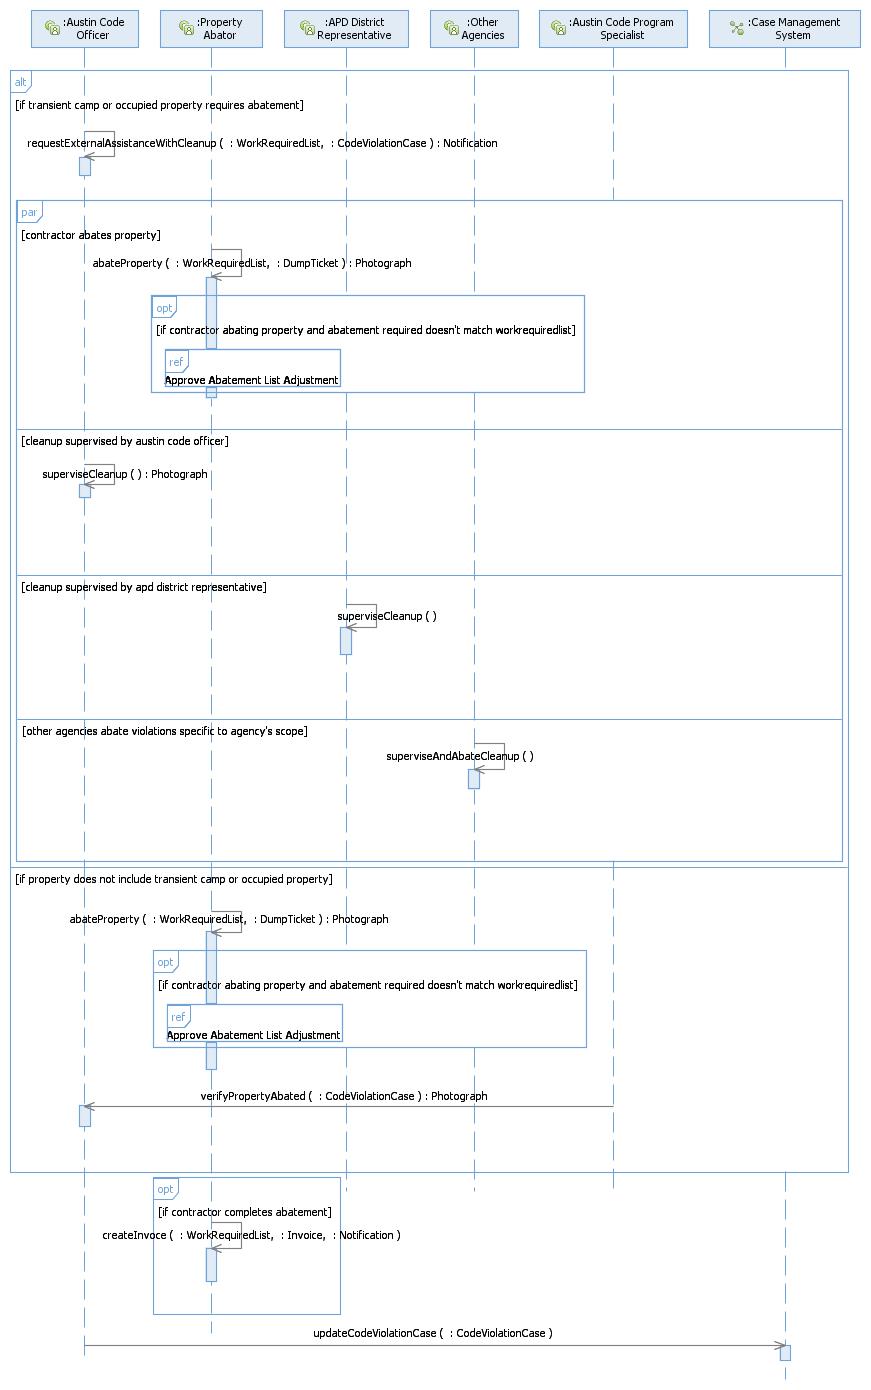 :Austin Code
Officer
:Property
Abator
:APD District
Representative
:Other
Agencies
:Austin Code Program
Specialist
:Case Management
System
alt
[if transient camp or occupied property requires abatement]
requestExternalAssistanceWithCleanup ( : WorkRequiredList, : CodeViolationCase ) : Notification
par
[contractor abates property]
abateProperty ( : WorkRequiredList, : DumpTicket ) : Photograph
opt
[if contractor abating property and abatement required doesn't match workrequiredlist]
ref
Approve Abatement List Adjustment
[cleanup supervised by austin code officer]
superviseCleanup ( ) : Photograph
[cleanup supervised by apd district representative]
superviseCleanup ( )
[other agencies abate violations specific to agency's scope]
superviseAndAbateCleanup ( )
[if property does not include transient camp or occupied property]
abateProperty ( : WorkRequiredList, : DumpTicket ) : Photograph
opt
[if contractor abating property and abatement required doesn't match workrequiredlist]
ref
Approve Abatement List Adjustment
verifyPropertyAbated ( : CodeViolationCase ) : Photograph
opt
[if contractor completes abatement]
createInvoce ( : WorkRequiredList, : Invoice, : Notification )
updateCodeViolationCase ( : CodeViolationCase )